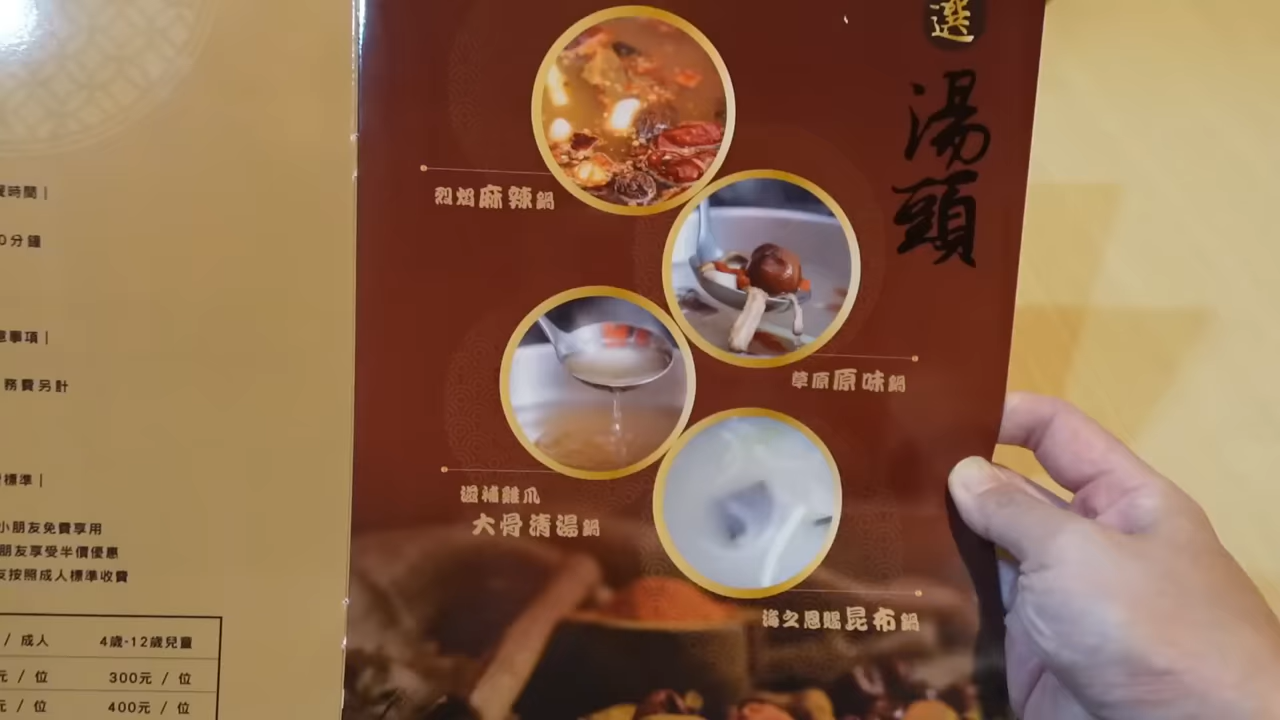 時間 |
0分鐘
事項 |
務費另計
標準 |
小朋友免費享用
朋友享受半價優惠
友按照成人標準收費
/ 成人 4歲-12歲兒童
元 / 位 300元 / 位
元 / 位 400元 / 位
選
湯頭
烈焰麻辣鍋
草原原味鍋
滋補雞爪
大骨清湯鍋
海之恩賜昆布鍋